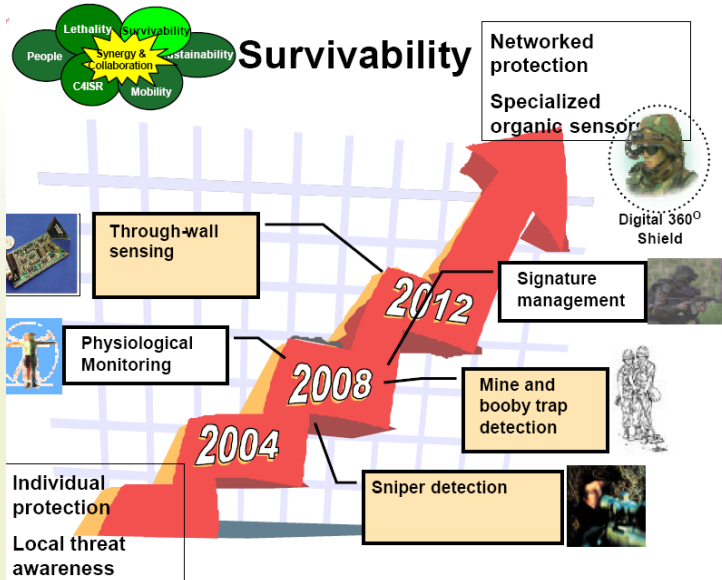 Lethality
Survivability
People
Synergy &
Collaboration
ustainability
C4ISR
Mobility
Survivability
Networked
protection
Specialized
organic sensors
Digital 360O
Shield
Through-wall
sensing
2012
Signature
management
Physiological
Monitoring
2008
Mine and
booby trap
detection
2004
Sniper detection
Individual
protection
Local threat
awareness